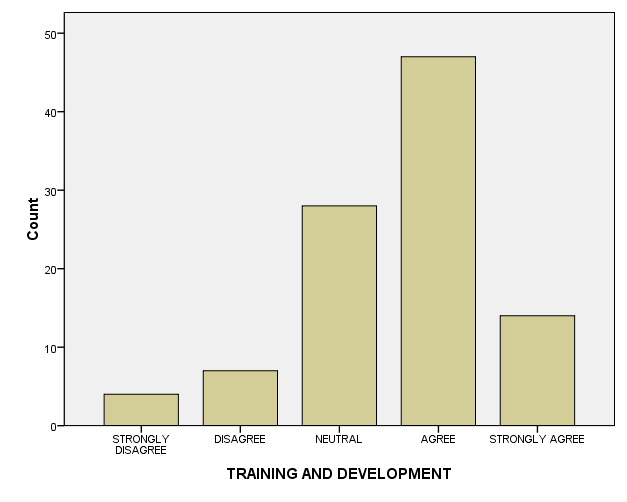 50
40
30
20
10
0
Count
STRONGLY
DISAGREE
DISAGREE
NEUTRAL
AGREE
STRONGLY AGREE
TRAINING AND DEVELOPMENT